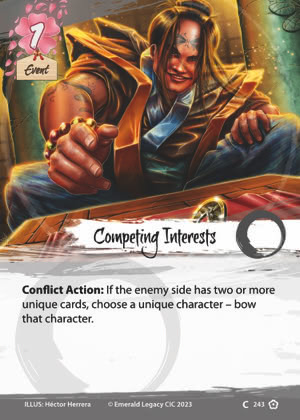 1
Event
Competing Interests
Conflict Action: If the enemy side has two or more
unique cards, choose a unique character – bow
that character.
ILLUS: Héctor Herrera © Emerald Legacy CIC 2023 C 243